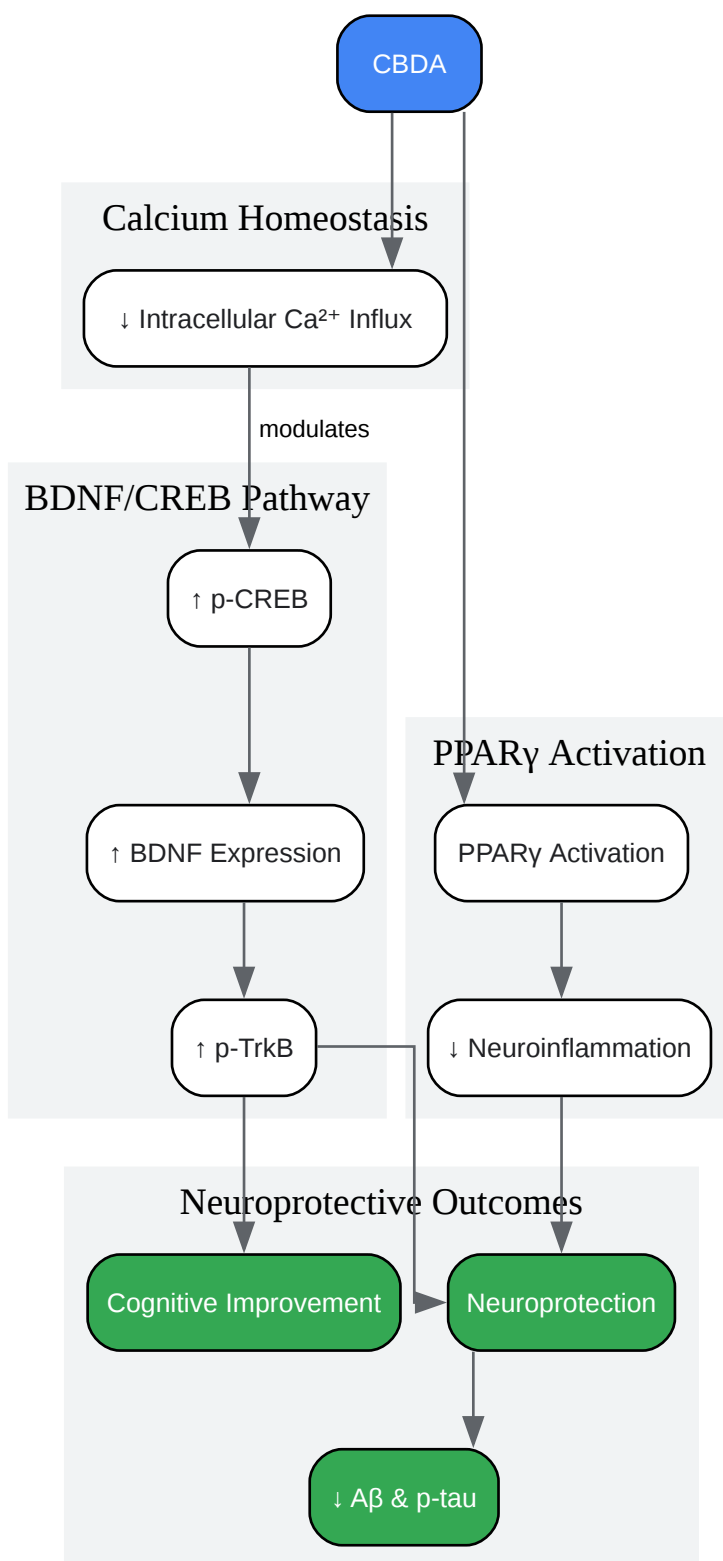 CBDA
Calcium Homeostasis
↓ Intracellular Ca²⁺ Influx
modulates
BDNF/CREB Pathway
↑ p-CREB
PPARγ Activation
↑ BDNF Expression
PPARγ Activation
↑ p-TrkB
↓ Neuroinflammation
Neuroprotective Outcomes
Cognitive Improvement
Neuroprotection
↓ Aβ & p-tau